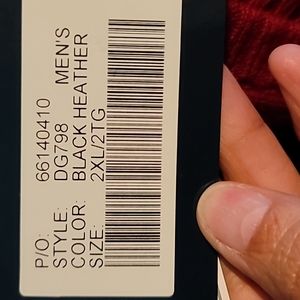 P/O: 66140410
STYLE: DG798 MEN'S
COLOR: BLACK HEATHER
SIZE: 2XL/2TG